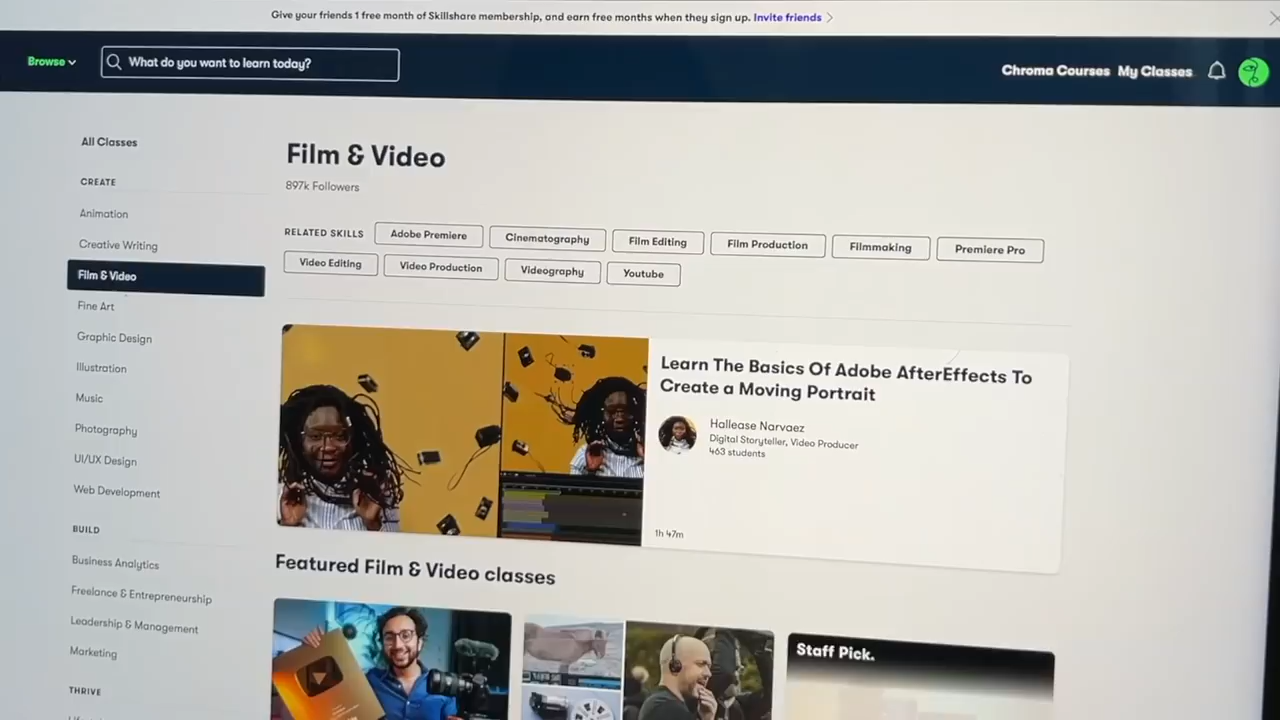 Give your friends 1 free month of Skillshare membership, and earn free months when they sign up. Invite friends
Browse
What do you want to learn today?
Chroma Courses My Classes
All Classes
CREATE
Animation
Creative Writing
Film & Video
Fine Art
Graphic Design
Illustration
Music
Photography
UI/UX Design
Web Development
BUILD
Business Analytics
Freelance & Entrepreneurship
Leadership & Management
Marketing
THRIVE
Film & Video
897k Followers
RELATED SKILLS Adobe Premiere Cinematography Film Editing Film Production Filmmaking Premiere Pro
Video Editing Video Production Videography Youtube
Learn The Basics Of Adobe AfterEffects To
Create a Moving Portrait
Hallease Narvaez
Digital Storyteller, Video Producer
463 students
1h 47m
Featured Film & Video classes
Staff Pick.